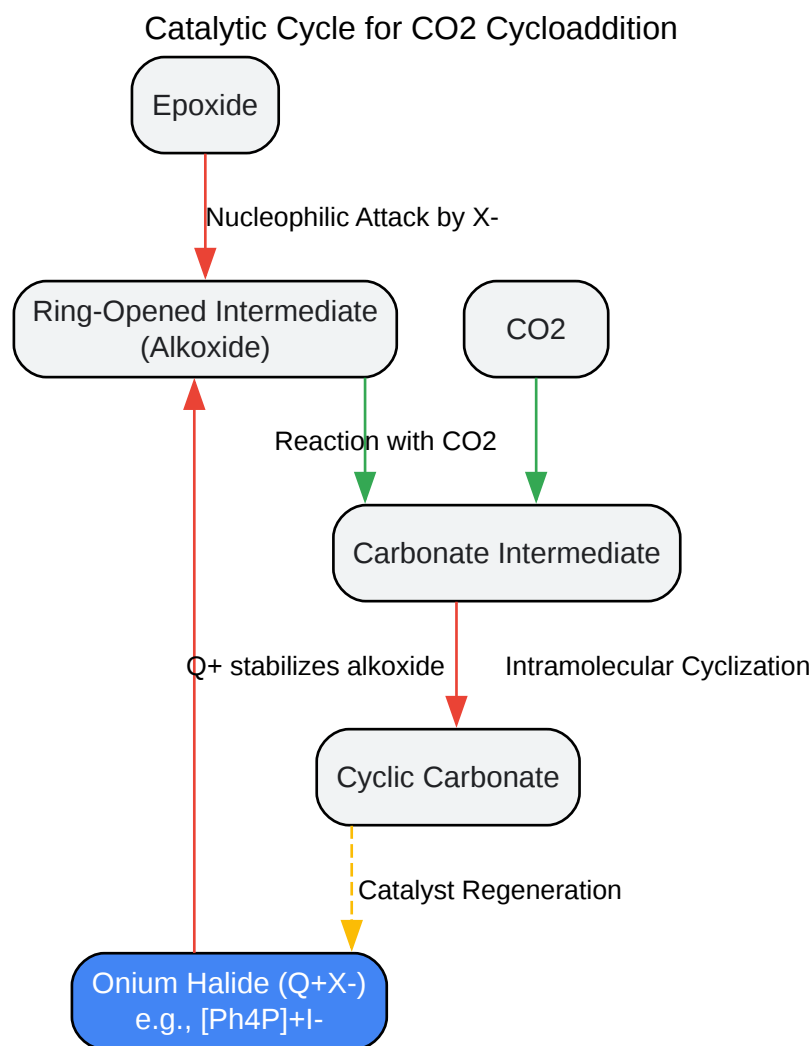 Catalytic Cycle for CO2 Cycloaddition
Epoxide
Nucleophilic Attack by X-
Ring-Opened Intermediate
(Alkoxide)
CO2
Reaction with CO2
Carbonate Intermediate
Q+ stabilizes alkoxide
Intramolecular Cyclization
Cyclic Carbonate
Catalyst Regeneration
Onium Halide (Q+X-)
e.g., [Ph4P]+I-